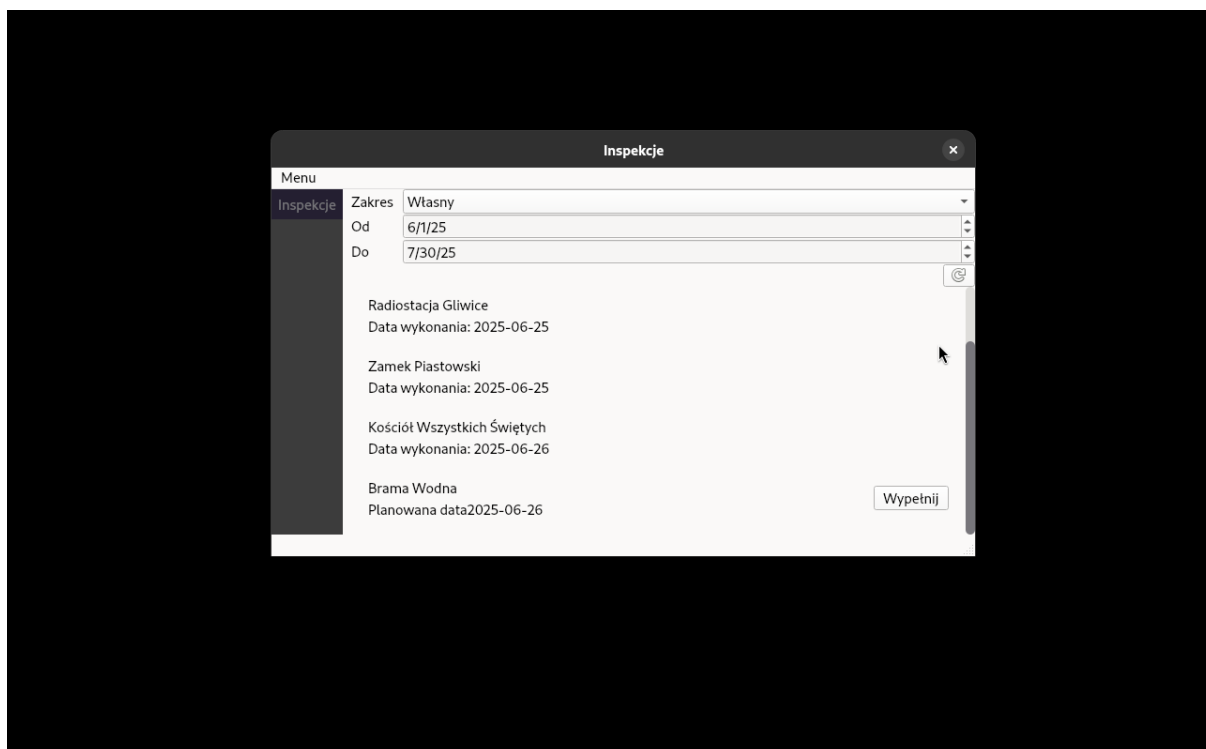 Inspekcje
Menu
Inspekcje
Zakres Własny
Od 6/1/25
Do 7/30/25
Radiostacja Gliwice
Data wykonania: 2025-06-25
Zamek Piastowski
Data wykonania: 2025-06-25
Kościół Wszystkich Świętych
Data wykonania: 2025-06-26
Brama Wodna
Planowana data2025-06-26
Wypełnij